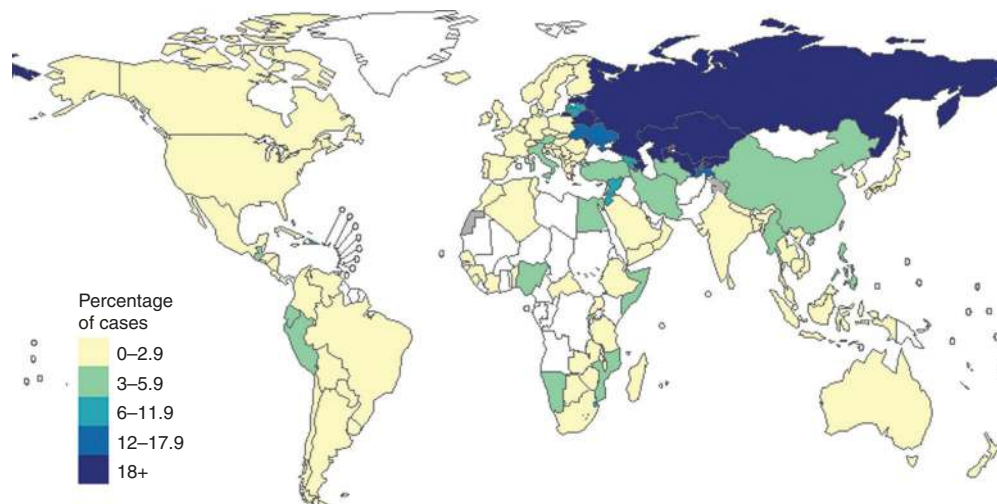 Percentage
of cases
0–2.9
3–5.9
6–11.9
12–17.9
18+